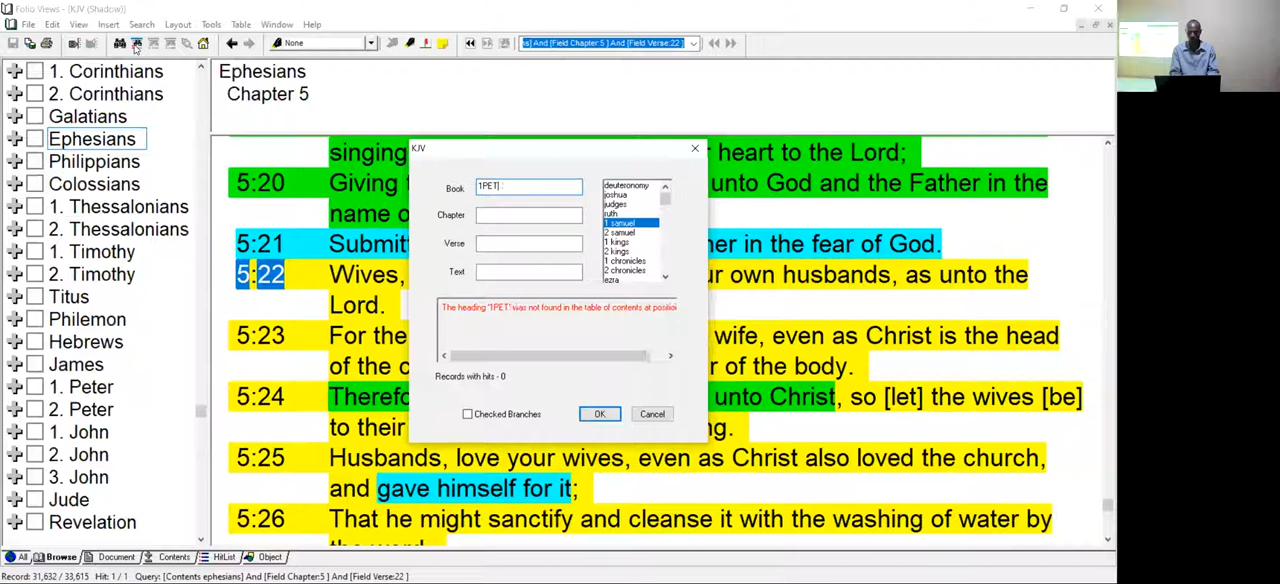 Folio Views - [KJV (Shadow)]
File Edit View Insert Search Layout Tools Table Window Help
None
s] And [Field Chapter:5 ] And [Field Verse:22 ]
1. Corinthians
2. Corinthians
Galatians
Ephesians
Philippians
Colossians
1. Thessalonians
2. Thessalonians
1. Timothy
2. Timothy
Titus
Philemon
Hebrews
James
1. Peter
2. Peter
1. John
2. John
3. John
Jude
Revelation
Ephesians
Chapter 5
singing
r heart to the Lord;
5:20 Giving
unto God and the Father in the
name o
5:21 Submitt
her in the fear of God.
5:22 Wives,
ur own husbands, as unto the
Lord.
5:23 For the
wife, even as Christ is the head
of the c
r of the body.
5:24 Therefo
unto Christ, so [let] the wives [be]
to their
ng.
5:25 Husbands, love your wives, even as Christ also loved the church,
and gave himself for it;
5:26 That he might sanctify and cleanse it with the washing of water by
the word.
KJV
Book 1PET
Chapter
Verse
Text
deuteronomy
joshua
judges
ruth
1 samuel
2 samuel
1 kings
2 kings
1 chronicles
2 chronicles
ezra
The heading '1PET' was not found in the table of contents at positio
Records with hits - 0
Checked Branches
OK
Cancel
All Browse Document Contents HitList Object
Record: 31,632 / 33,615 Hit: 1 / 1 Query: [Contents ephesians] And [Field Chapter:5 ] And [Field Verse:22 ]